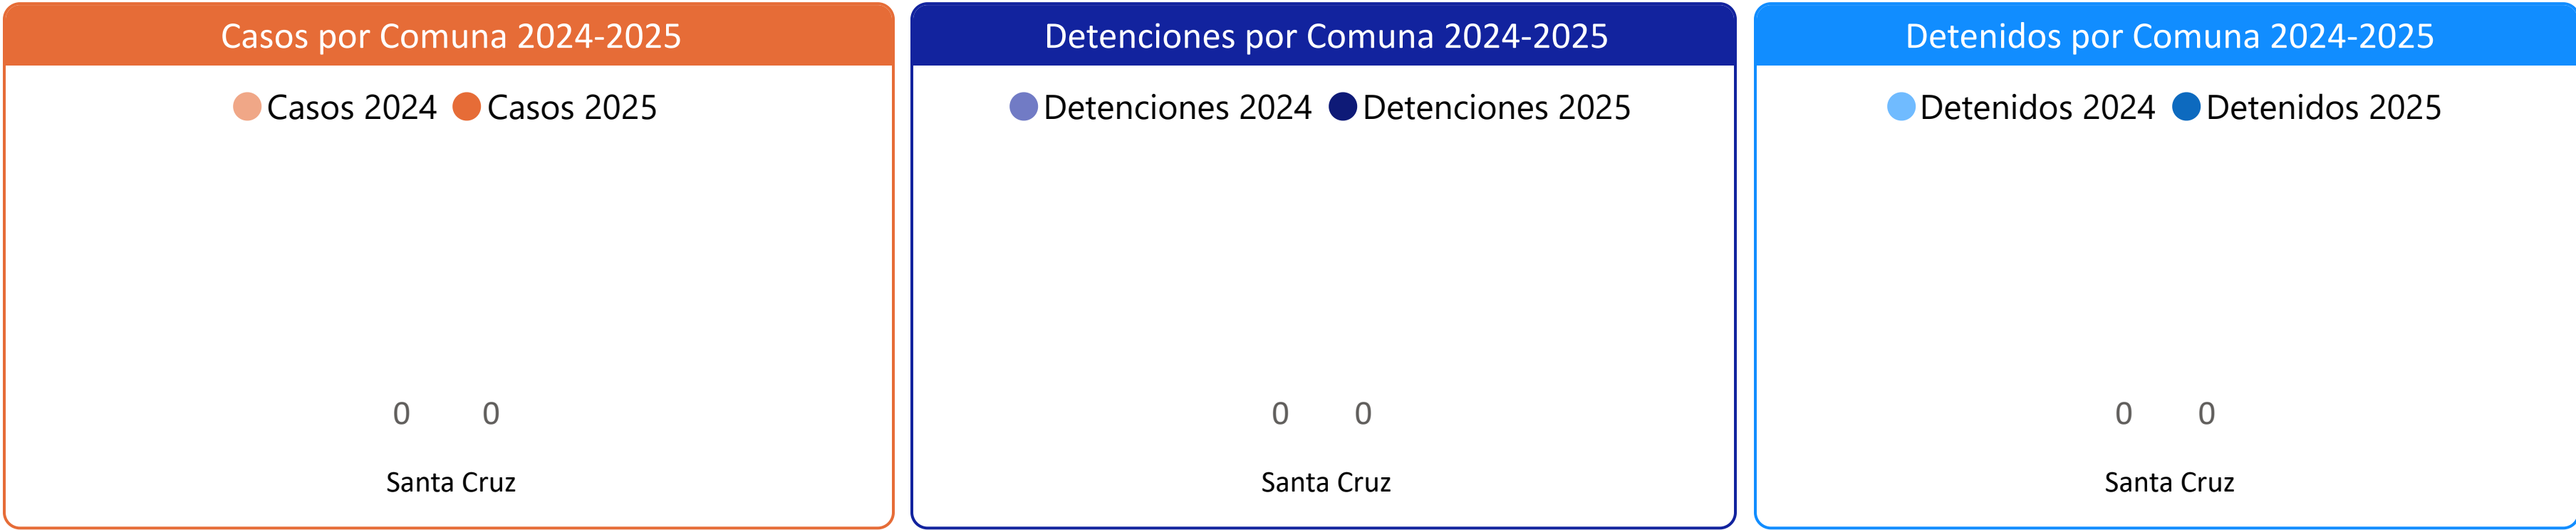 Casos por Comuna 2024-2025
Casos 2024 Casos 2025
0 0
Santa Cruz
Detenciones por Comuna 2024-2025
Detenciones 2024 Detenciones 2025
0 0
Santa Cruz
Detenidos por Comuna 2024-2025
Detenidos 2024 Detenidos 2025
0 0
Santa Cruz